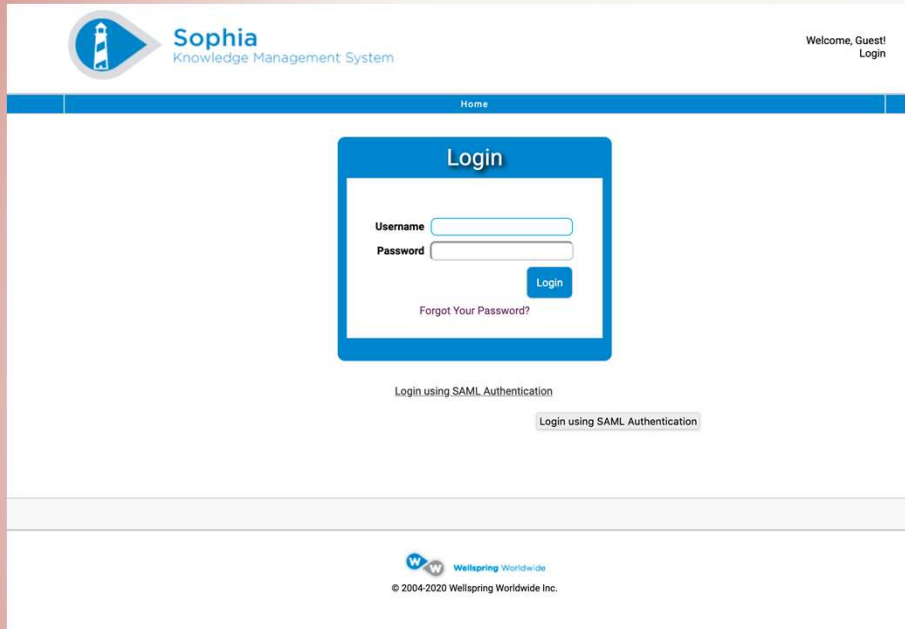 Sophia
Knowledge Management System
Welcome, Guest!
Login
Home
Login
Username
Password
Login
Forgot Your Password?
Login using SAML Authentication
Login using SAML Authentication
W W Wellspring Worldwide
© 2004-2020 Wellspring Worldwide Inc.